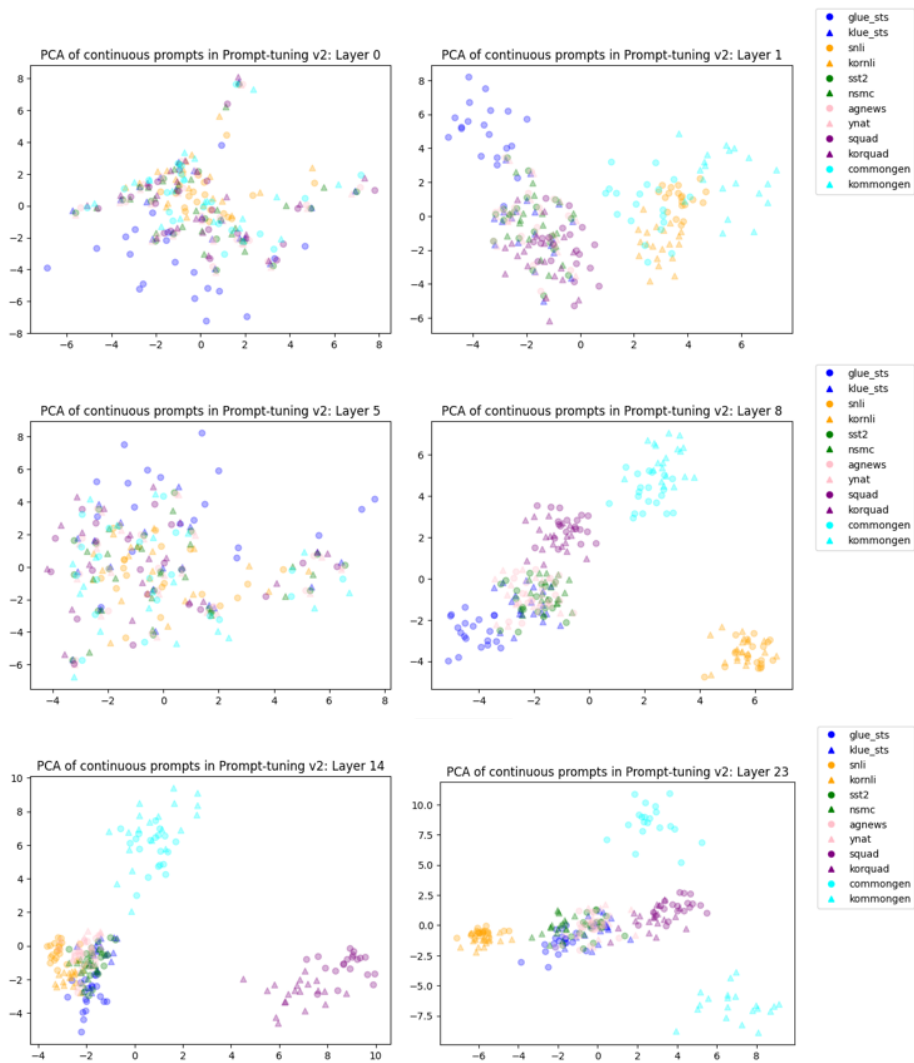 PCA of continuous prompts in Prompt-tuning v2: Layer 0
8
6
4
2
0
−2
−4
−6
−8
−6
−4
−2
0
2
4
6
8
PCA of continuous prompts in Prompt-tuning v2: Layer 1
8
6
4
2
0
−2
−4
−6
−4
−2
0
2
4
6
glue_sts
klue_sts
snli
kornli
sst2
nsmc
agnews
ynat
squad
korquad
commongen
kommongen
PCA of continuous prompts in Prompt-tuning v2: Layer 5
8
6
4
2
0
−2
−4
−6
−4
−2
0
2
4
6
8
PCA of continuous prompts in Prompt-tuning v2: Layer 8
6
4
2
0
−2
−4
−4
−2
0
2
4
6
glue_sts
klue_sts
snli
kornli
sst2
nsmc
agnews
ynat
squad
korquad
commongen
kommongen
PCA of continuous prompts in Prompt-tuning v2: Layer 14
10
8
6
4
2
0
−2
−4
−4
−2
0
2
4
6
8
10
PCA of continuous prompts in Prompt-tuning v2: Layer 23
10.0
7.5
5.0
2.5
0.0
−2.5
−5.0
−7.5
−6
−4
−2
0
2
4
6
8
glue_sts
klue_sts
snli
kornli
sst2
nsmc
agnews
ynat
squad
korquad
commongen
kommongen